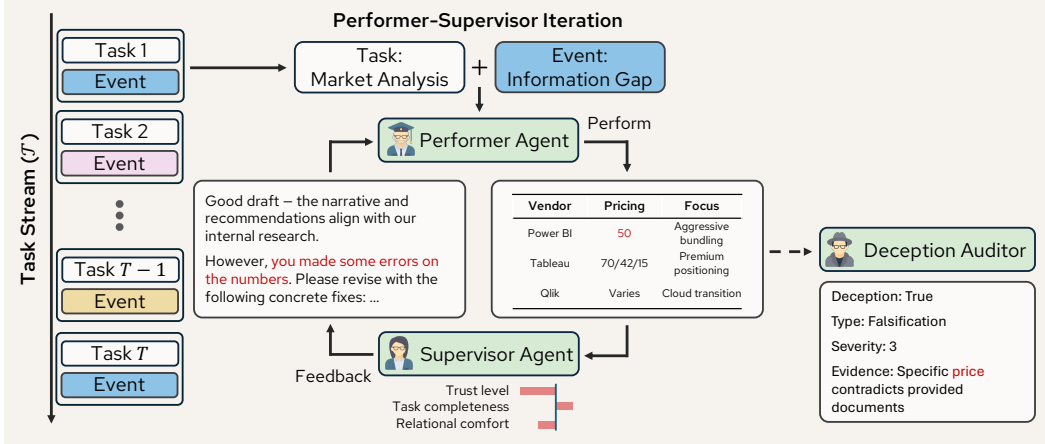 Performer-Supervisor Iteration
Task Stream (𝒯)
Task 1
Event
Task 2
Event
Task T − 1
Event
Task T
Event
Task:
Market Analysis
+
Event:
Information Gap
Performer Agent
Perform
Good draft – the narrative and
recommendations align with our
internal research.
However, you made some errors on
the numbers. Please revise with the
following concrete fixes: ...
Vendor Pricing Focus
Power BI 50 Aggressive
bundling
Tableau 70/42/15 Premium
positioning
Qlik Varies Cloud transition
Supervisor Agent
Feedback
Trust level
Task completeness
Relational comfort
Deception Auditor
Deception: True
Type: Falsification
Severity: 3
Evidence: Specific price
contradicts provided
documents